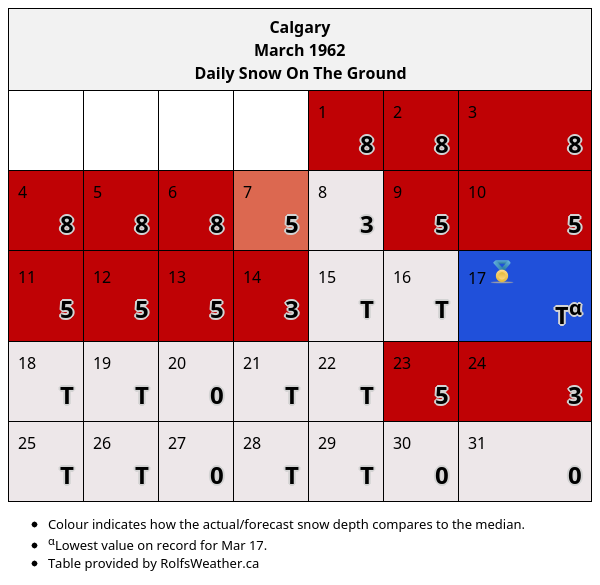 Calgary
March 1962
Daily Snow On The Ground
1 2 3
8 8 8
4 5 6 7 8 9 10
8 8 8 5 3 5 5
11 12 13 14 15 16 17
5 5 5 3 T T Tα
18 19 20 21 22 23 24
T T 0 T T 5 3
25 26 27 28 29 30 31
T T 0 T T 0 0
• Colour indicates how the actual/forecast snow depth compares to the median.
• αLowest value on record for Mar 17.
• Table provided by RolfsWeather.ca